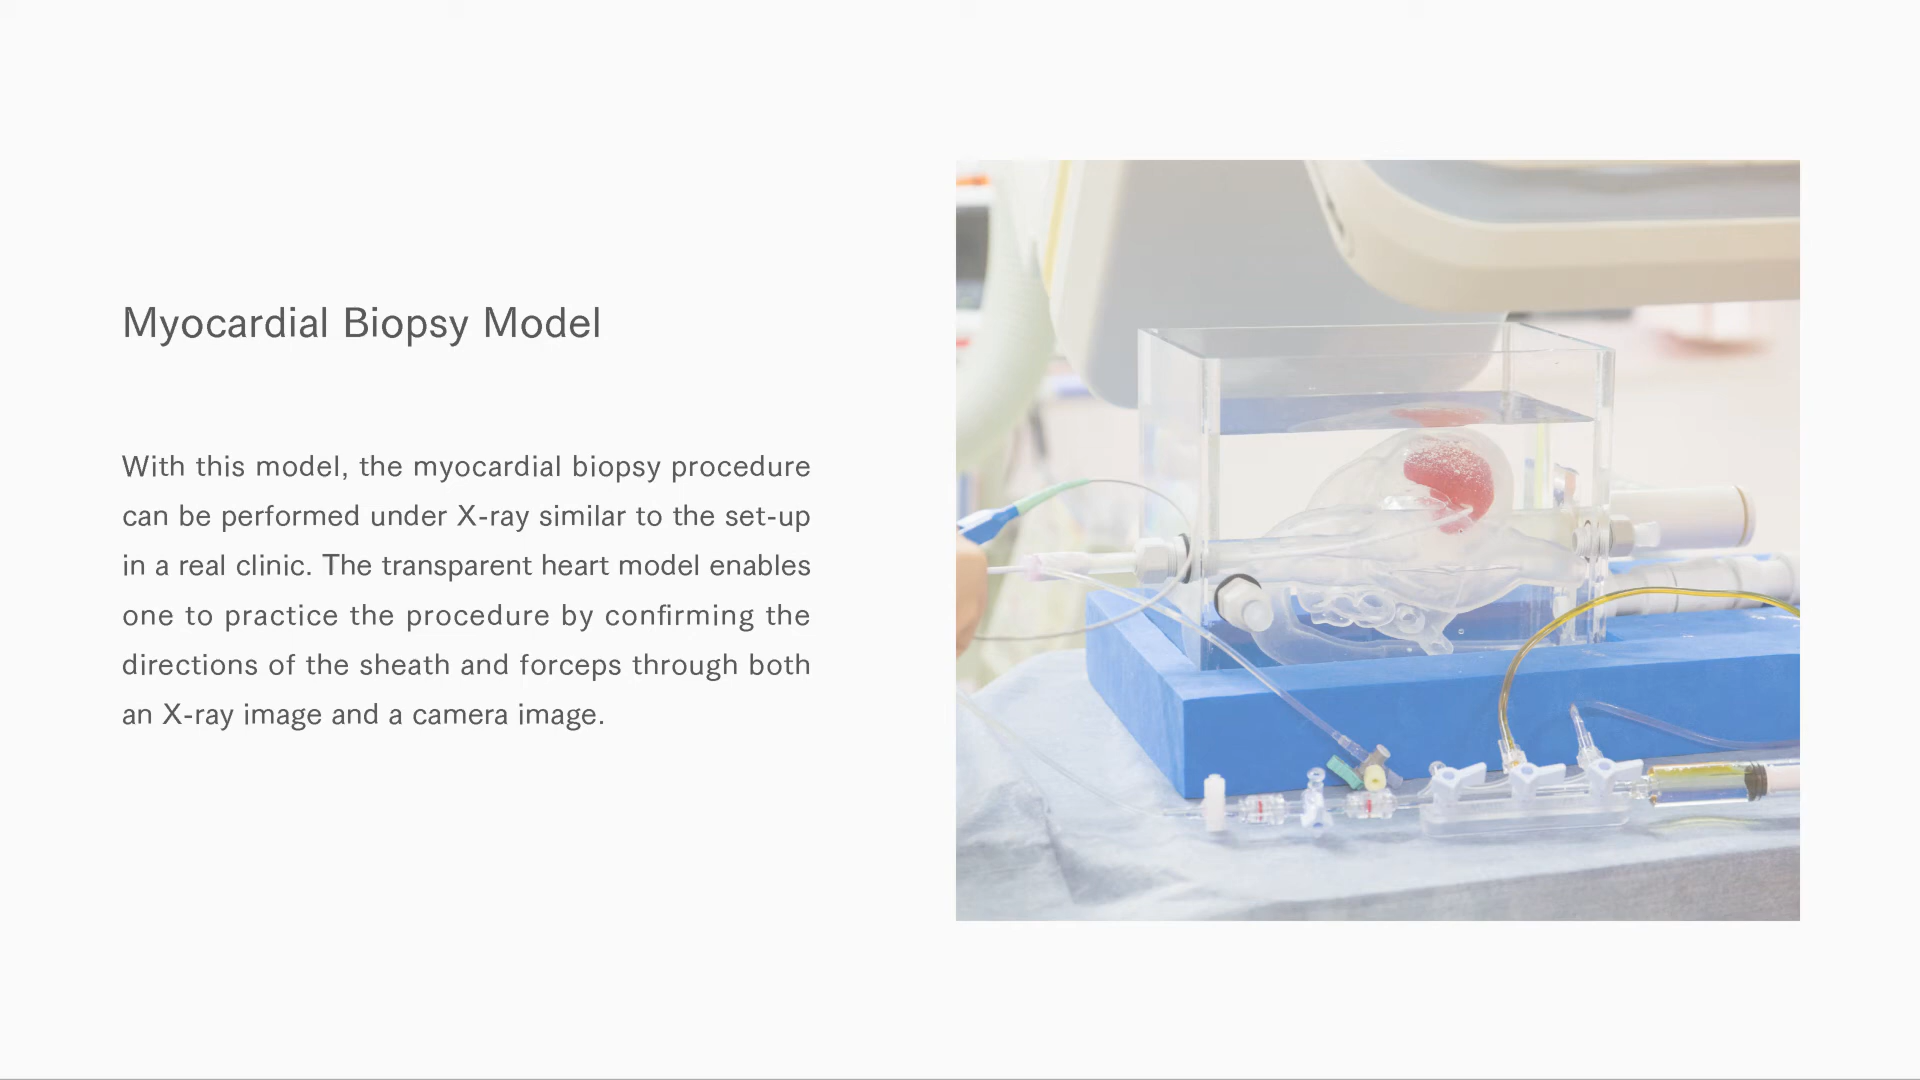 Myocardial Biopsy Model
With this model, the myocardial biopsy procedure
can be performed under X-ray similar to the set-up
in a real clinic. The transparent heart model enables
one to practice the procedure by confirming the
directions of the sheath and forceps through both
an X-ray image and a camera image.